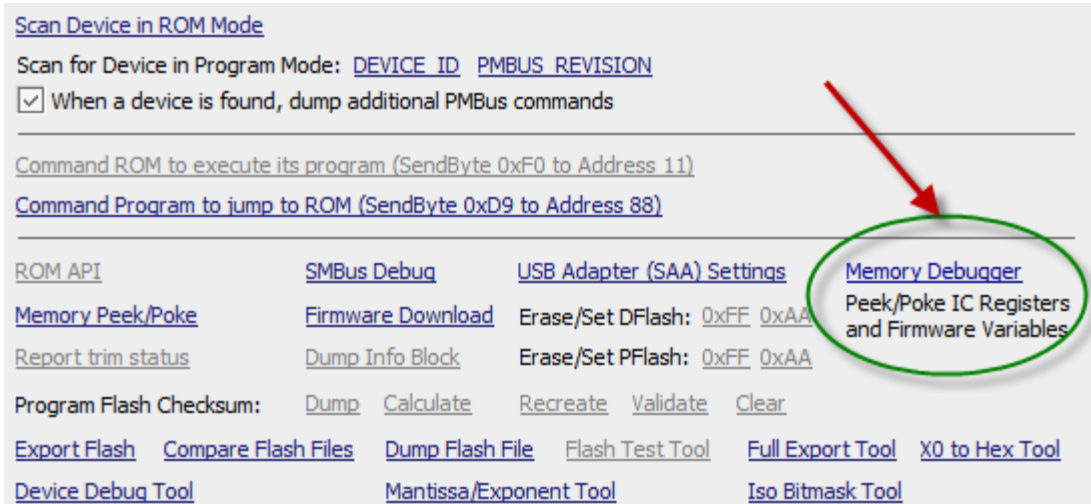 Scan Device in ROM Mode
Scan for Device in Program Mode: DEVICE_ID PMBUS_REVISION
When a device is found, dump additional PMBus commands
Command ROM to execute its program (SendByte 0xF0 to Address 11)
Command Program to jump to ROM (SendByte 0xD9 to Address 88)
ROM API SMBus Debug USB Adapter (SAA) Settings Memory Debugger
Memory Peek/Poke Firmware Download Erase/Set DFlash: 0xFF 0xAA Peek/Poke IC Registers
and Firmware Variables
Report trim status Dump Info Block Erase/Set PFlash: 0xFF 0xAA
Program Flash Checksum: Dump Calculate Recreate Validate Clear
Export Flash Compare Flash Files Dump Flash File Flash Test Tool Full Export Tool X0 to Hex Tool
Device Debug Tool Mantissa/Exponent Tool Iso Bitmask Tool